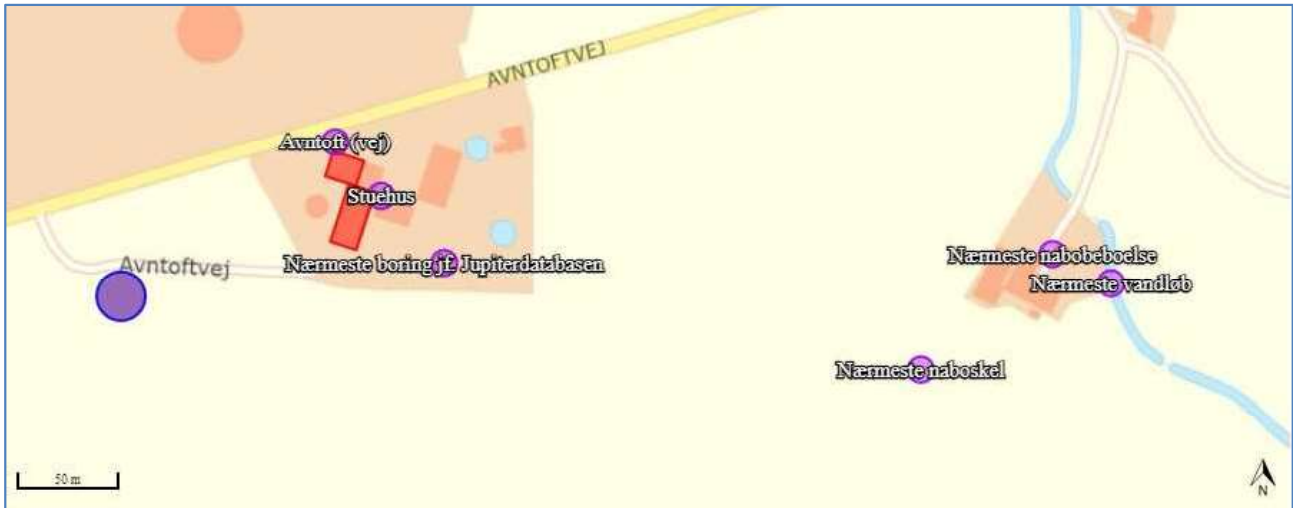 AVNTOFTVEJ
Avntoft (vej)
Stuehus
Avntoftvej
Nærmeste boring jf. Jupiterdatabasen
Nærmeste nabobeboelse
Nærmeste vandløb
Nærmeste naboskel
50 m
N